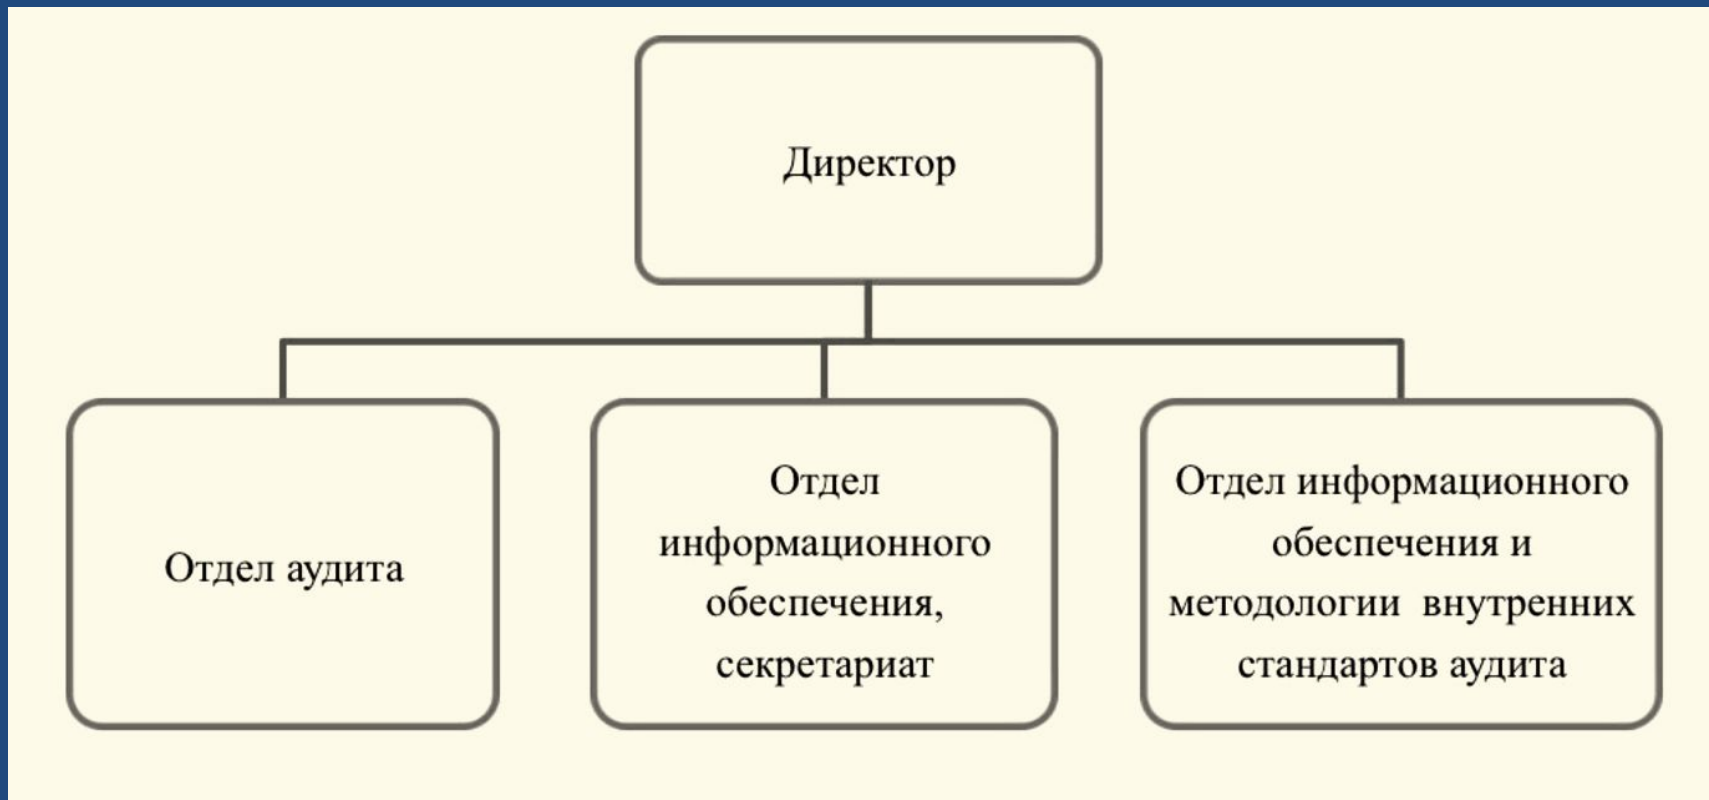 Директор
Отдел аудита
Отдел
информационного
обеспечения,
секретариат
Отдел информационного
обеспечения и
методологии внутренних
стандартов аудита